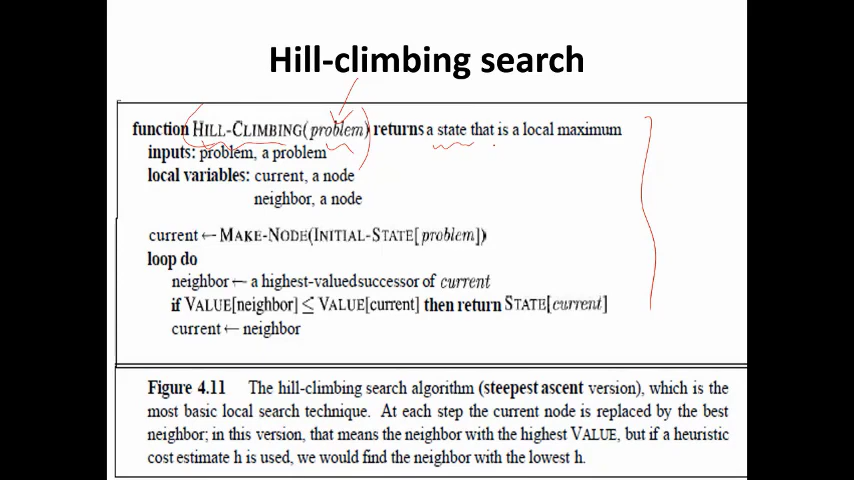 Hill-climbing search
function HILL-CLIMBING(problem) returns a state that is a local maximum
inputs: problem, a problem
local variables: current, a node
neighbor, a node
current ← MAKE-NODE(INITIAL-STATE[problem])
loop do
neighbor ← a highest-valued successor of current
if VALUE[neighbor] ≤ VALUE[current] then return STATE[current]
current ← neighbor
Figure 4.11 The hill-climbing search algorithm (steepest ascent version), which is the
most basic local search technique. At each step the current node is replaced by the best
neighbor; in this version, that means the neighbor with the highest VALUE, but if a heuristic
cost estimate h is used, we would find the neighbor with the lowest h.